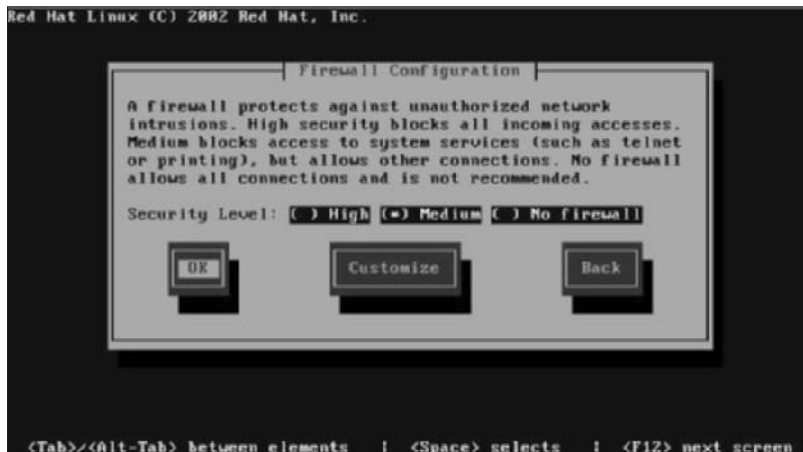 Red Hat Linux (C) 2002 Red Hat, Inc.
Firewall Configuration
A firewall protects against unauthorized network
intrusions. High security blocks all incoming accesses.
Medium blocks access to system services (such as telnet
or printing), but allows other connections. No firewall
allows all connections and is not recommended.
Security Level: ( ) High (*) Medium ( ) No firewall
OK Customize Back
<Tab>/<Alt-Tab> between elements | <Space> selects | <F12> next screen